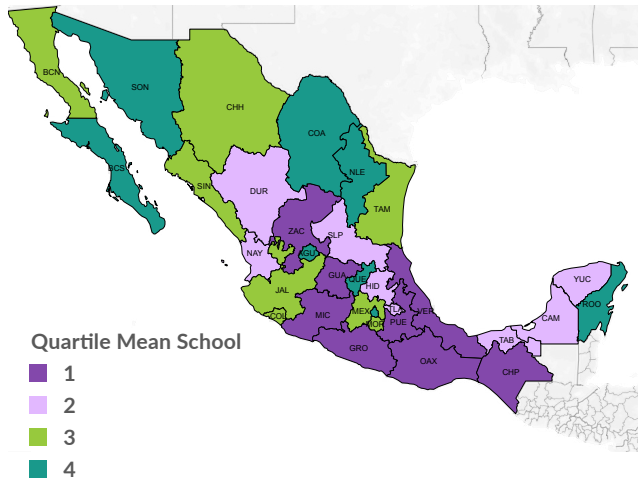 BCN
SON
CHH
COA
BCS
NLE
SIN
DUR
TAM
ZAC
SLP
NAY
AGU
GUA
QUE
HID
JAL
YUC
ROO
CAM
COL
MIC
MEX
MOR
PUE
VER
TAB
GRO
OAX
CHP
Quartile Mean School
1
2
3
4